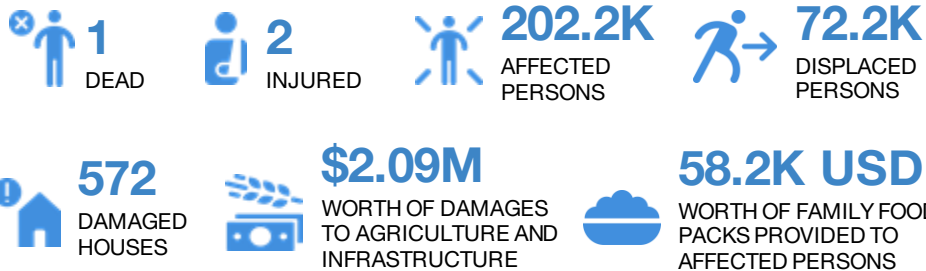 1
DEAD
2
INJURED
202.2K
AFFECTED
PERSONS
72.2K
DISPLACED
PERSONS
572
DAMAGED
HOUSES
$2.09M
WORTH OF DAMAGES
TO AGRICULTURE AND
INFRASTRUCTURE
58.2K USD
WORTH OF FAMILY FOOD
PACKS PROVIDED TO
AFFECTED PERSONS